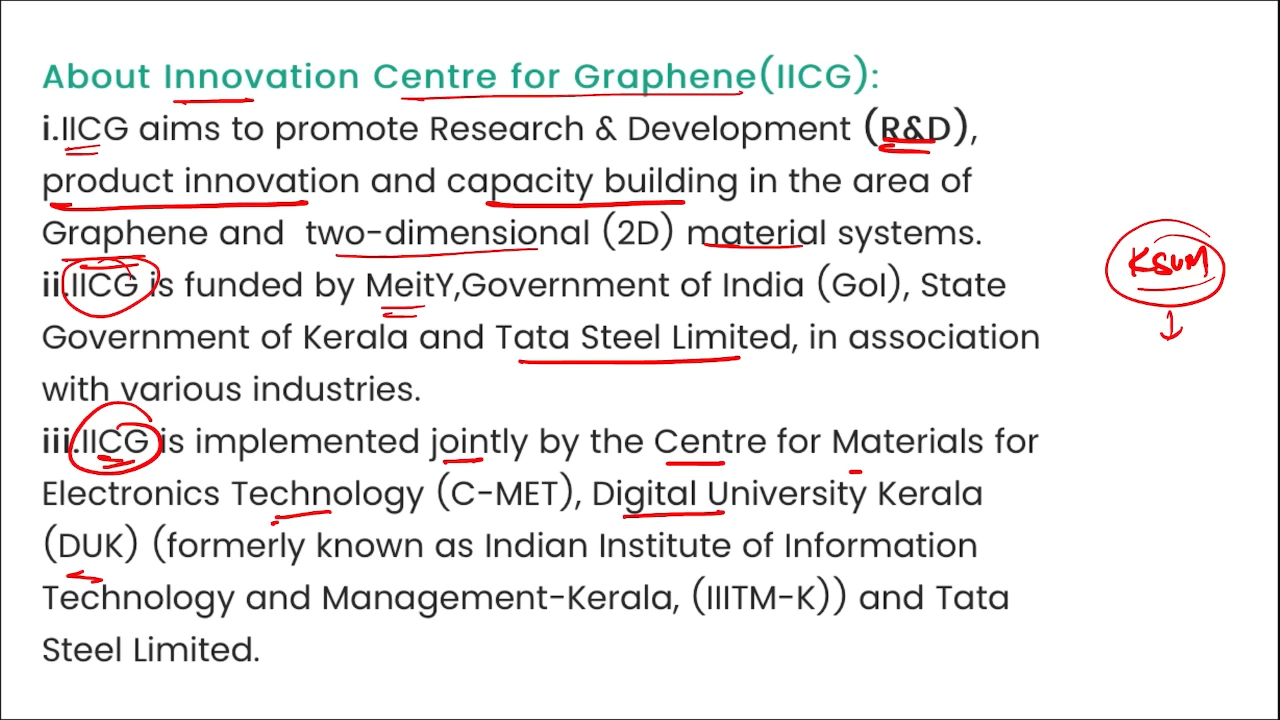 About Innovation Centre for Graphene(IICG):
i.IICG aims to promote Research & Development (R&D),
product innovation and capacity building in the area of
Graphene and two-dimensional (2D) material systems.
ii.IICG is funded by MeitY,Government of India (GoI), State
Government of Kerala and Tata Steel Limited, in association
with various industries.
iii.IICG is implemented jointly by the Centre for Materials for
Electronics Technology (C-MET), Digital University Kerala
(DUK) (formerly known as Indian Institute of Information
Technology and Management-Kerala, (IIITM-K)) and Tata
Steel Limited.
KSUM